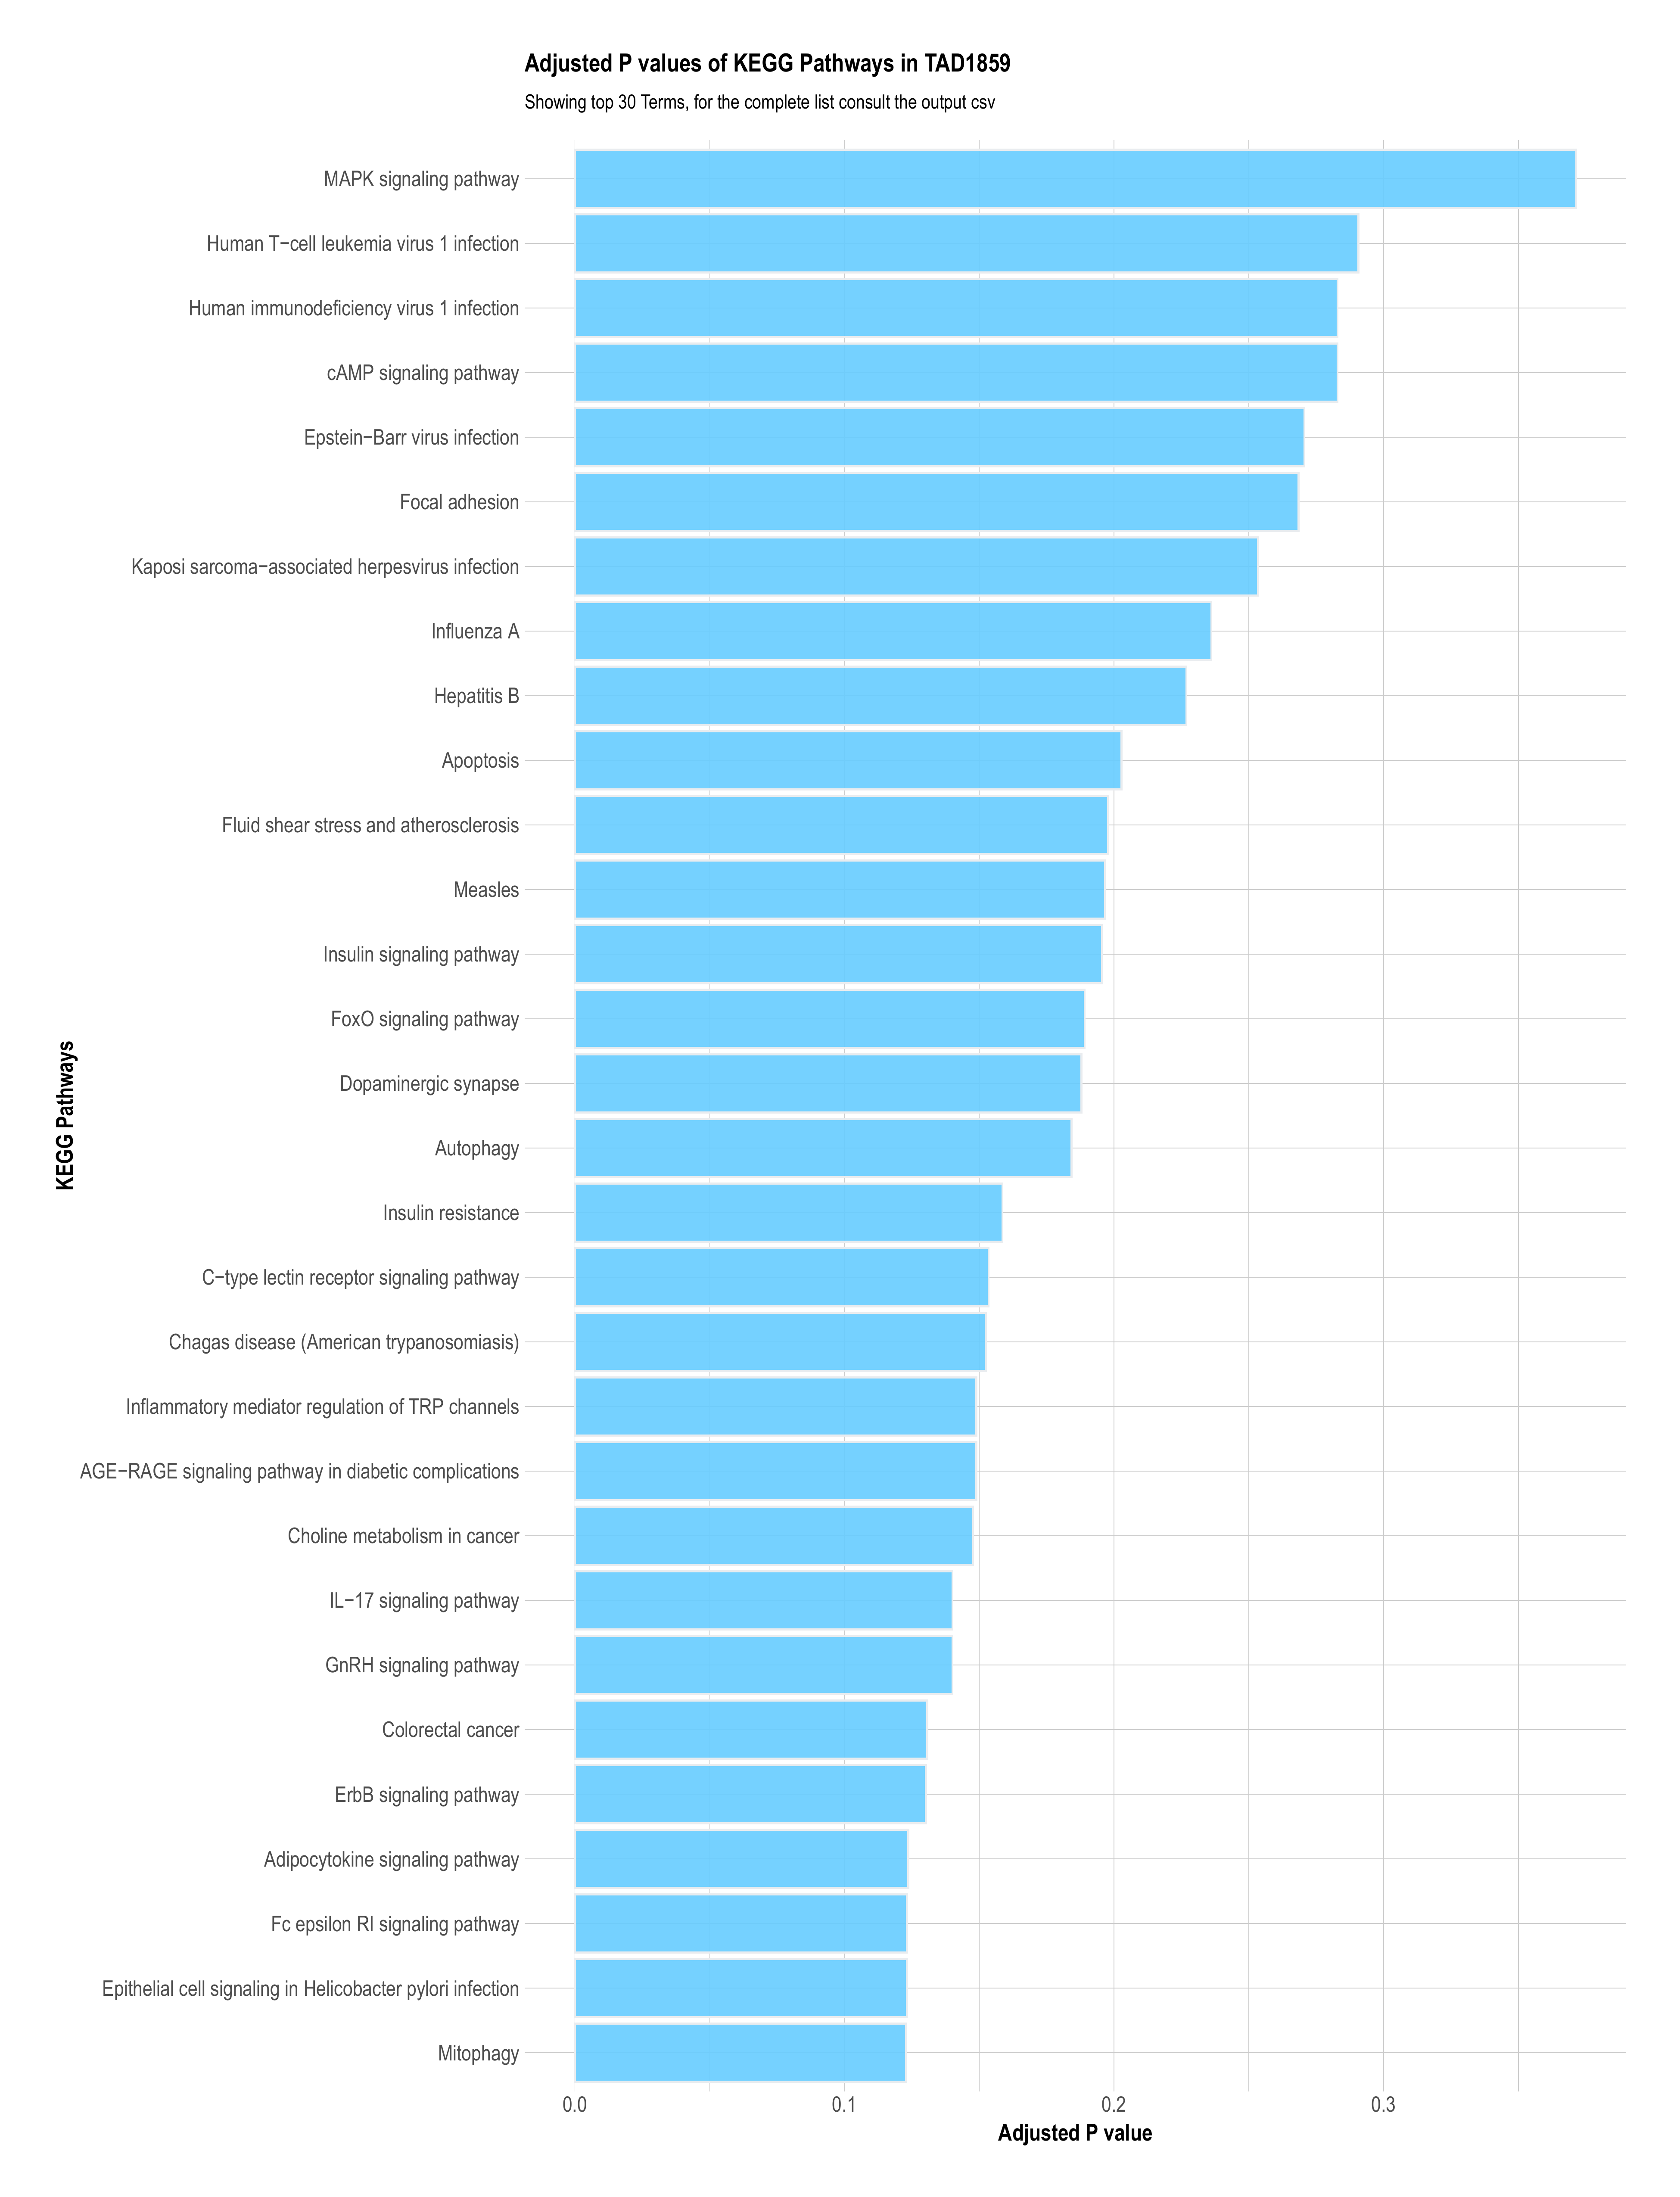 Adjusted P values of KEGG Pathways in TAD1859
Showing top 30 Terms, for the complete list consult the output csv
MAPK signaling pathway
Human T−cell leukemia virus 1 infection
Human immunodeficiency virus 1 infection
cAMP signaling pathway
Epstein−Barr virus infection
Focal adhesion
Kaposi sarcoma−associated herpesvirus infection
Influenza A
Hepatitis B
Apoptosis
Fluid shear stress and atherosclerosis
Measles
Insulin signaling pathway
FoxO signaling pathway
Dopaminergic synapse
Autophagy
Insulin resistance
C−type lectin receptor signaling pathway
Chagas disease (American trypanosomiasis)
Inflammatory mediator regulation of TRP channels
AGE−RAGE signaling pathway in diabetic complications
Choline metabolism in cancer
IL−17 signaling pathway
GnRH signaling pathway
Colorectal cancer
ErbB signaling pathway
Adipocytokine signaling pathway
Fc epsilon RI signaling pathway
Epithelial cell signaling in Helicobacter pylori infection
Mitophagy
KEGG Pathways
0.0 0.1 0.2 0.3
Adjusted P value